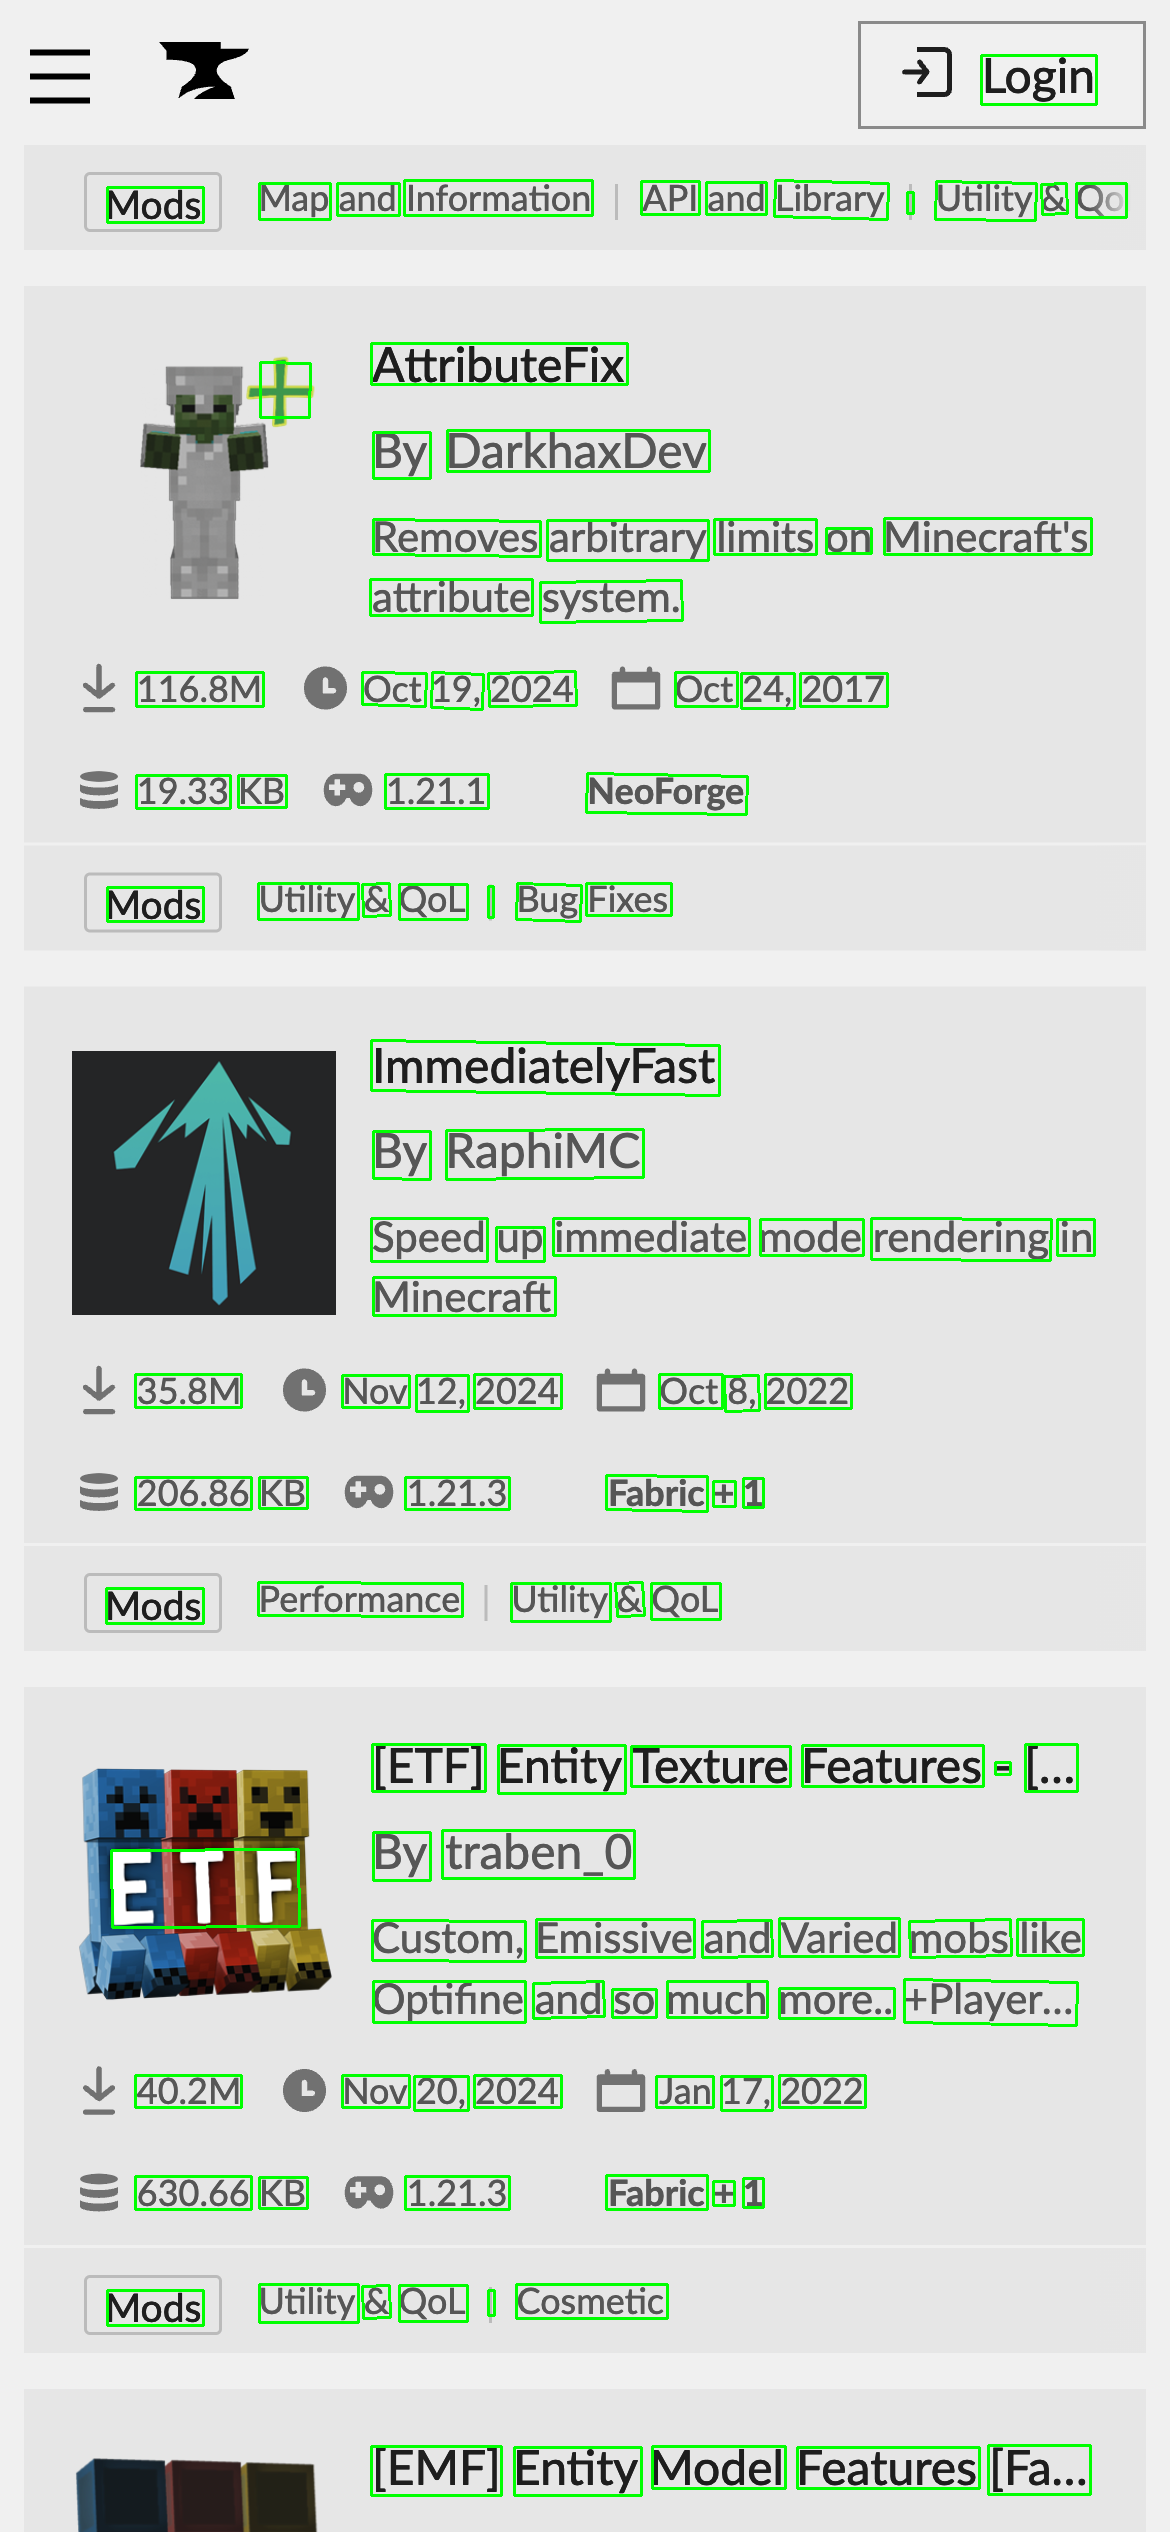 Login
Mods Map and Information | API and Library | Utility & Qo
AttributeFix
By DarkhaxDev
Removes arbitrary limits on Minecraft's
attribute system.
116.8M Oct 19, 2024 Oct 24, 2017
19.33 KB 1.21.1 NeoForge
Mods Utility & QoL | Bug Fixes
ImmediatelyFast
By RaphiMC
Speed up immediate mode rendering in
Minecraft
35.8M Nov 12, 2024 Oct 8, 2022
206.86 KB 1.21.3 Fabric + 1
Mods Performance | Utility & QoL
[ETF] Entity Texture Features - [...
By traben_0
ETF
Custom, Emissive and Varied mobs like
Optifine and so much more.. +Player...
40.2M Nov 20, 2024 Jan 17, 2022
630.66 KB 1.21.3 Fabric + 1
Mods Utility & QoL | Cosmetic
[EMF] Entity Model Features [Fa...